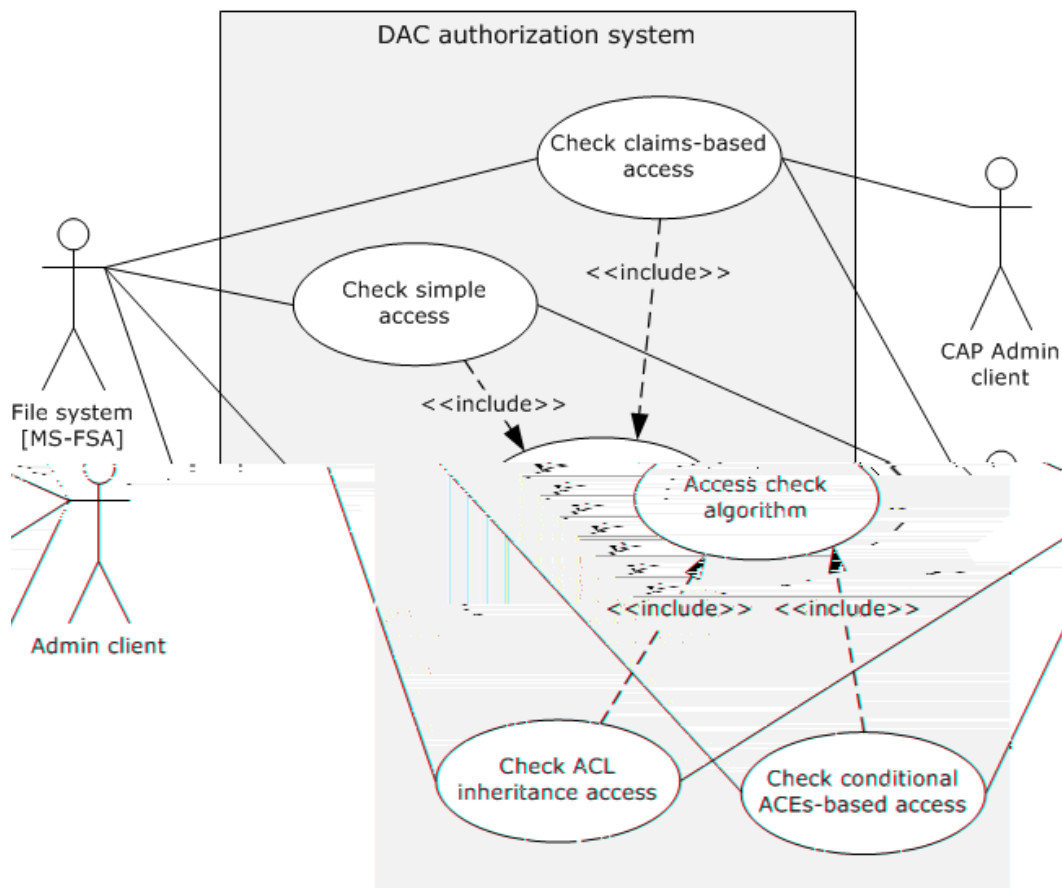 DAC authorization system
Check claims-based
access
<<include>>
Check simple
access
CAP Admin
client
<<include>>
File system
[MS-FSA]
Access check
algorithm
<<include>>
<<include>>
Admin client
Check ACL
inheritance access
Check conditional
ACEs-based access